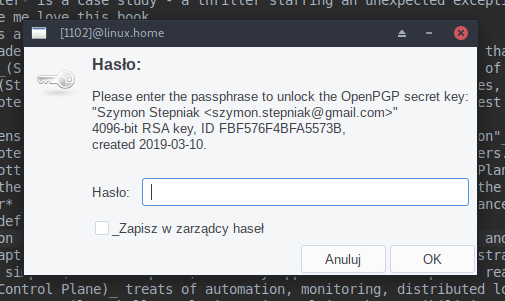 er* is a case study - a thriller starring an unexpected excepti
e me love this book
[1102]@linux.home
Hasło:
Please enter the passphrase to unlock the OpenPGP secret key:
"Szymon Stepniak <szymon.stepniak@gmail.com>"
4096-bit RSA key, ID FBF576F4BFA5573B,
created 2019-03-10.
Hasło:
_Zapisz w zarządcy haseł
Anuluj
OK
Control Plane)_ treats of automation, monitoring, distributed lo